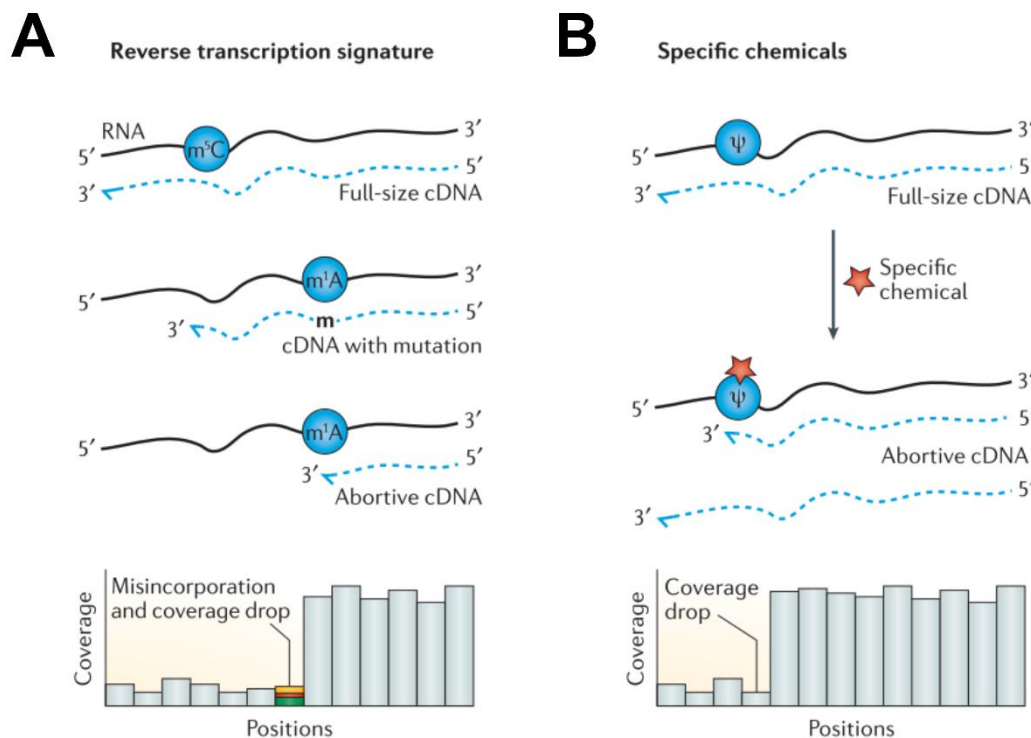 A
Reverse transcription signature
RNA
m⁵C
3′
5′
5′
3′
Full-size cDNA
m¹A
3′
5′
5′
3′
m
cDNA with mutation
m¹A
3′
5′
5′
3′
Abortive cDNA
Misincorporation
and coverage drop
Coverage
Positions
B
Specific chemicals
ψ
3′
5′
5′
3′
Full-size cDNA
Specific
chemical
ψ
3′
5′
5′
3′
Abortive cDNA
5′
3′
Coverage
drop
Coverage
Positions